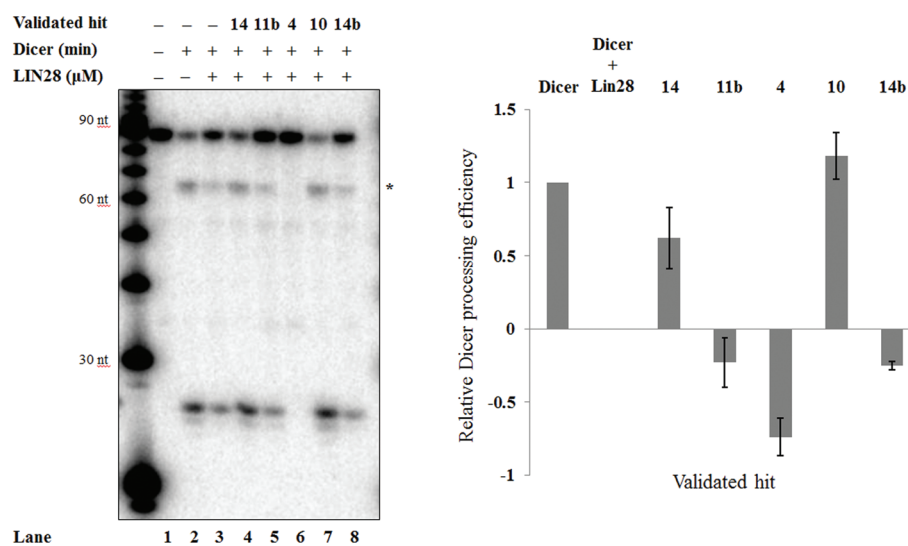 Validated hit – – – 14 11b 4 10 14b
Dicer (min) – + + + + + + +
LIN28 (μM) – – + + + + + +
90 nt
60 nt
*
30 nt
Lane 1 2 3 4 5 6 7 8
Dicer
Dicer
+
Lin28
14 11b 4 10 14b
1.5
1
0.5
0
-0.5
-1
Relative Dicer processing efficiency
Validated hit